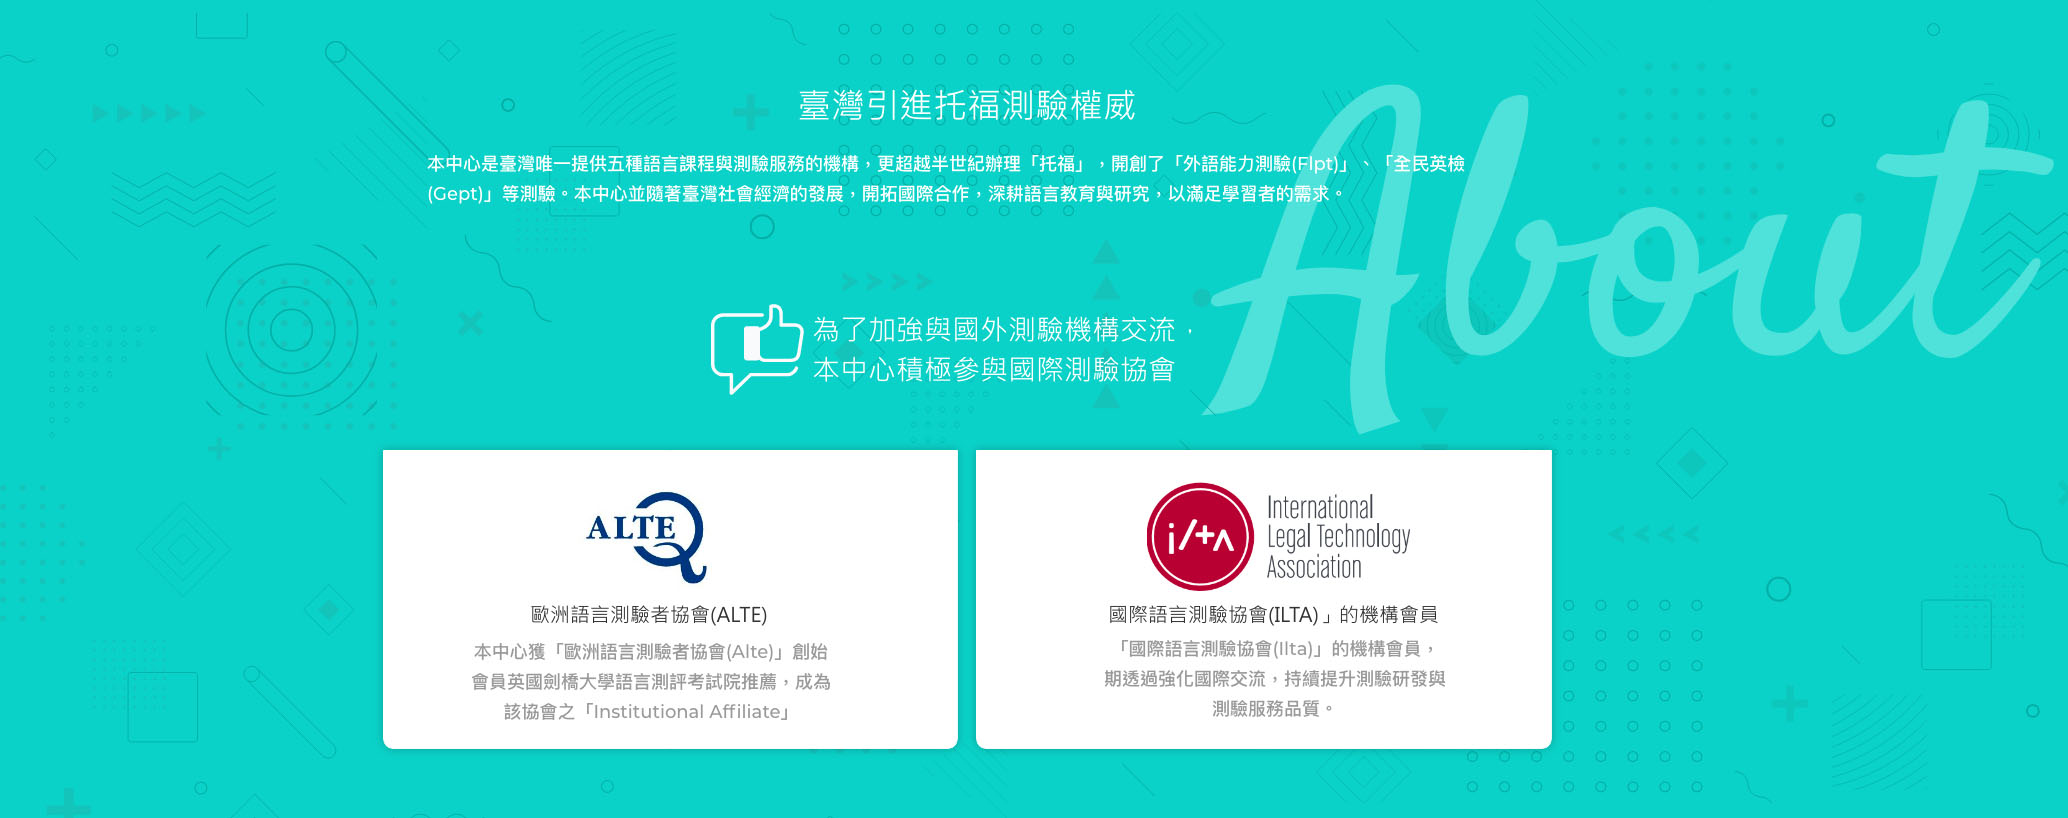 臺灣引進托福測驗權威
About
本中心是臺灣唯一提供五種語言課程與測驗服務的機構，更超越半世紀辦理「托福」，開創了「外語能力測驗(Flpt)」、「全民英檢
(Gept)」等測驗。本中心並隨著臺灣社會經濟的發展，開拓國際合作，深耕語言教育與研究，以滿足學習者的需求。
為了加強與國外測驗機構交流，
本中心積極參與國際測驗協會
ALTE
歐洲語言測驗者協會(ALTE)
本中心獲「歐洲語言測驗者協會(Alte)」創始
會員英國劍橋大學語言測評考試院推薦，成為
該協會之「Institutional Affiliate」
ilta
International
Legal Technology
Association
國際語言測驗協會(ILTA)」的機構會員
「國際語言測驗協會(Ilta)」的機構會員，
期透過強化國際交流，持續提升測驗研發與
測驗服務品質。